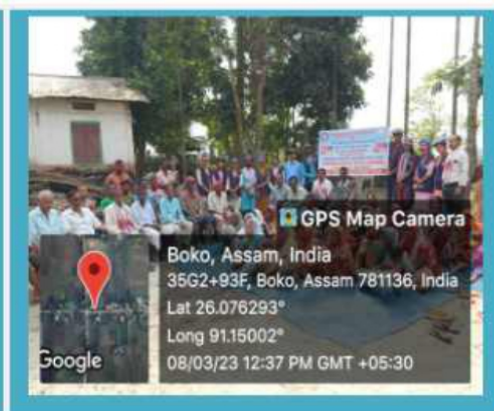 GPS Map Camera
Boko, Assam, India
35G2+93F, Boko, Assam 781136, India
Lat 26.076293°
Long 91.15002°
08/03/23 12:37 PM GMT +05:30
Google